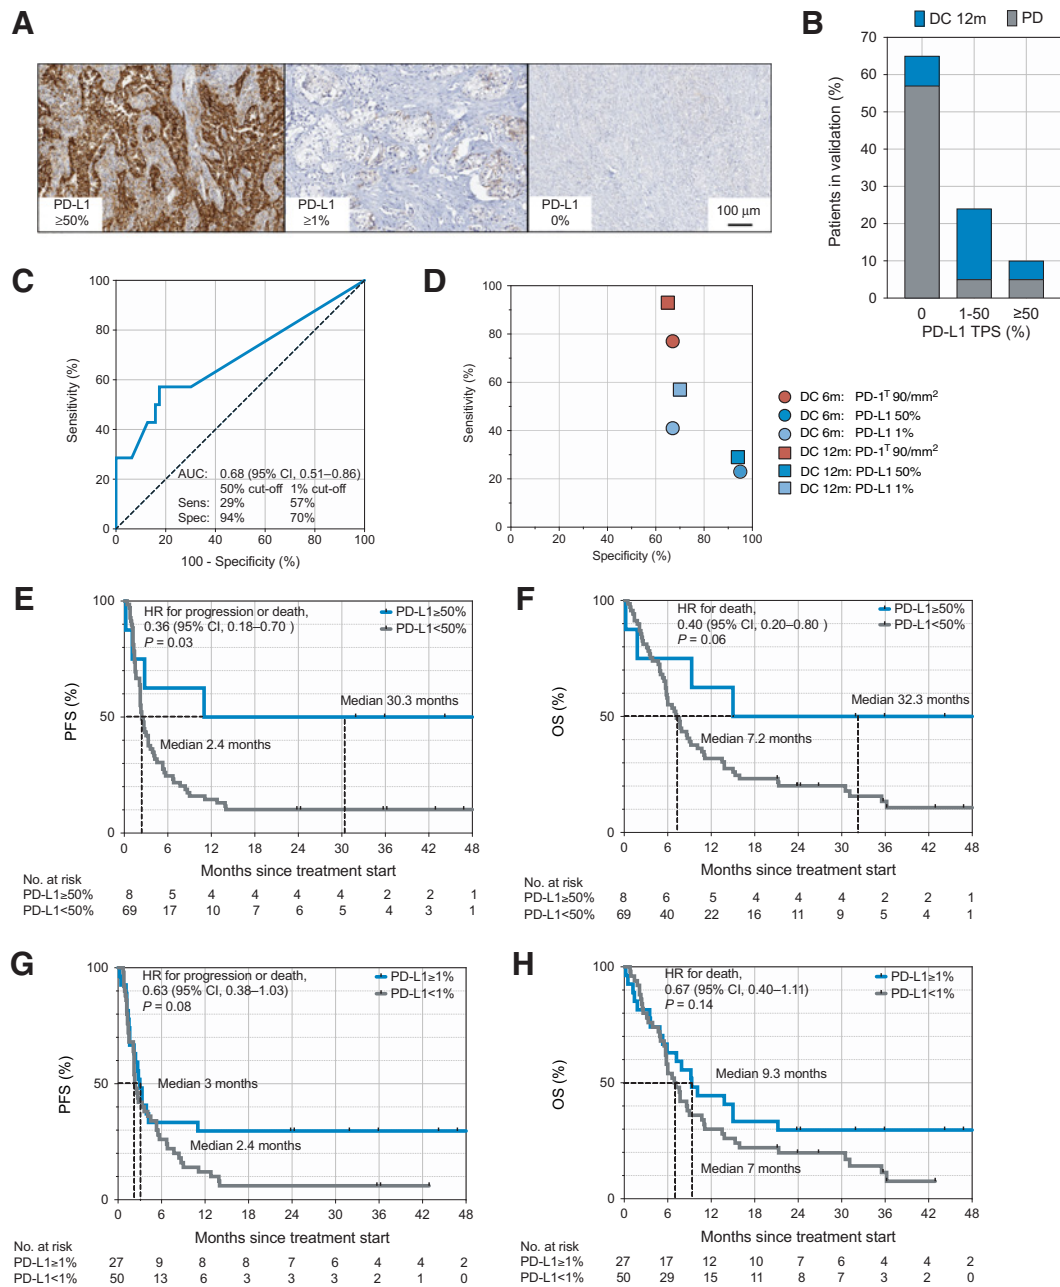 A
PD-L1
≥50%
PD-L1
≥1%
PD-L1
0%
100 µm
B
DC 12m
PD
Patients in validation (%)
70
60
50
40
30
20
10
0
0
1-50
≥50
PD-L1 TPS (%)
C
Sensitivity (%)
100
80
60
40
20
0
AUC: 0.68 (95% CI, 0.51–0.86)
50% cut-off 1% cut-off
Sens: 29% 57%
Spec: 94% 70%
0 20 40 60 80 100
100 - Specificity (%)
D
Sensitivity (%)
100
80
60
40
20
0
0 20 40 60 80 100
Specificity (%)
DC 6m: PD-1ᵀ 90/mm²
DC 6m: PD-L1 50%
DC 6m: PD-L1 1%
DC 12m: PD-1ᵀ 90/mm²
DC 12m: PD-L1 50%
DC 12m: PD-L1 1%
E
PFS (%)
100
50
0
HR for progression or death,
0.36 (95% CI, 0.18–0.70 )
P = 0.03
PD-L1≥50%
PD-L1<50%
Median 30.3 months
Median 2.4 months
0 6 12 18 24 30 36 42 48
Months since treatment start
No. at risk
PD-L1≥50% 8 5 4 4 4 4 2 2 1
PD-L1<50% 69 17 10 7 6 5 4 3 1
F
OS (%)
100
50
0
HR for death,
0.40 (95% CI, 0.20–0.80 )
P = 0.06
PD-L1≥50%
PD-L1<50%
Median 32.3 months
Median 7.2 months
0 6 12 18 24 30 36 42 48
Months since treatment start
No. at risk
PD-L1≥50% 8 6 5 4 4 4 2 2 1
PD-L1<50% 69 40 22 16 11 9 5 4 1
G
PFS (%)
100
50
0
HR for progression or death,
0.63 (95% CI, 0.38–1.03)
P = 0.08
PD-L1≥1%
PD-L1<1%
Median 3 months
Median 2.4 months
0 6 12 18 24 30 36 42 48
Months since treatment start
No. at risk
PD-L1≥1% 27 9 8 8 7 6 4 4 2
PD-L1<1% 50 13 6 3 3 3 2 1 0
H
OS (%)
100
50
0
HR for death,
0.67 (95% CI, 0.40–1.11)
P = 0.14
PD-L1≥1%
PD-L1<1%
Median 9.3 months
Median 7 months
0 6 12 18 24 30 36 42 48
Months since treatment start
No. at risk
PD-L1≥1% 27 17 12 10 7 6 4 4 2
PD-L1<1% 50 29 15 11 8 7 3 2 0